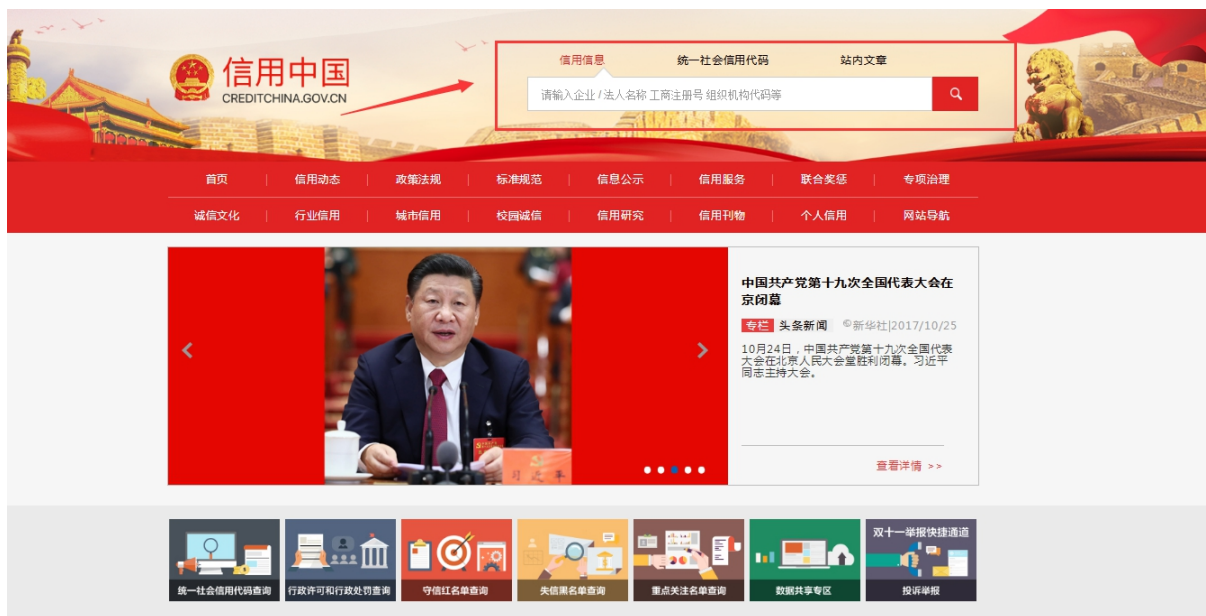 信用中国
CREDITCHINA.GOV.CN
信用信息 统一社会信用代码 站内文章
请输入企业/法人名称 工商注册号 组织机构代码等
首页 | 信用动态 | 政策法规 | 标准规范 | 信息公示 | 信用服务 | 联合奖惩 | 专项治理
诚信文化 | 行业信用 | 城市信用 | 校园诚信 | 信用研究 | 信用刊物 | 个人信用 | 网站导航
中国共产党第十九次全国代表大会在
京闭幕
专栏 头条新闻 ©新华社|2017/10/25
10月24日，中国共产党第十九次全国代表
大会在北京人民大会堂胜利闭幕。习近平
同志主持大会。
习近平
查看详情 >>
双十一举报快捷通道
统一社会信用代码查询 行政许可和行政处罚查询 守信红名单查询 失信黑名单查询 重点关注名单查询 数据共享专区 投诉举报